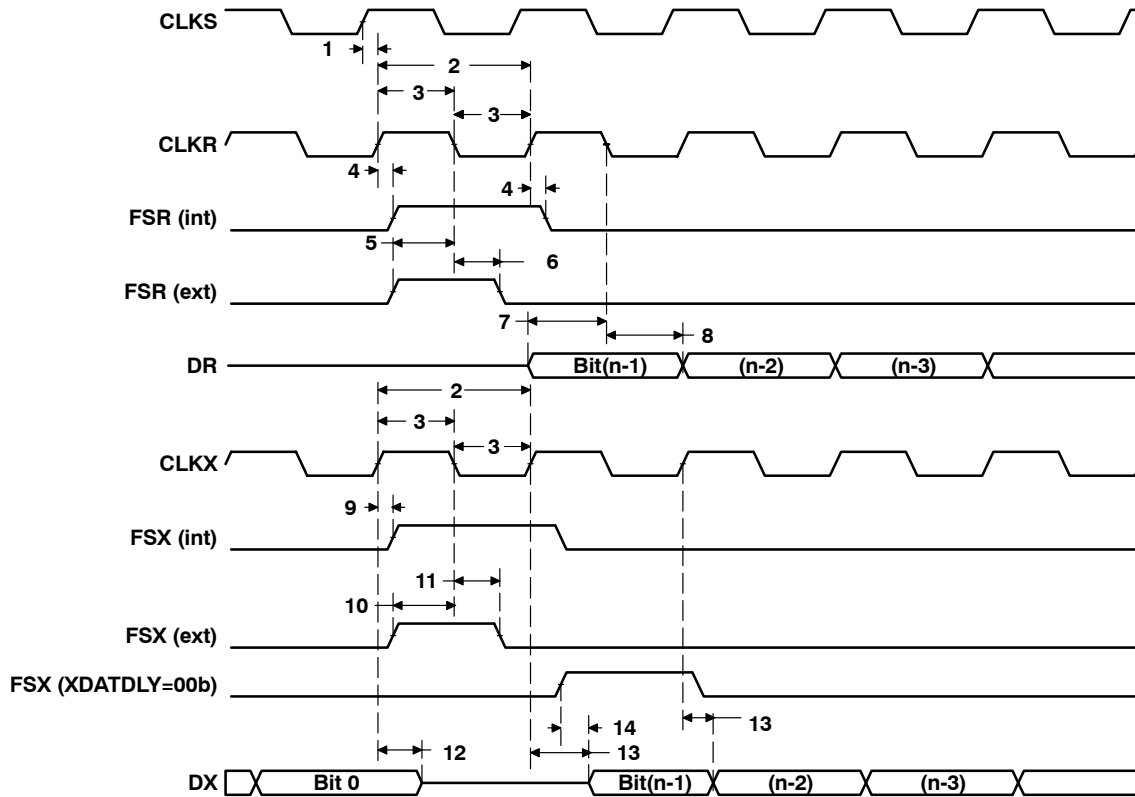 CLKS
1
2
3
3
CLKR
4
4
FSR (int)
5
6
FSR (ext)
7
8
DR
Bit(n-1)
(n-2)
(n-3)
2
3
3
CLKX
9
FSX (int)
11
10
FSX (ext)
FSX (XDATDLY=00b)
14
13
12
13
DX
Bit 0
Bit(n-1)
(n-2)
(n-3)